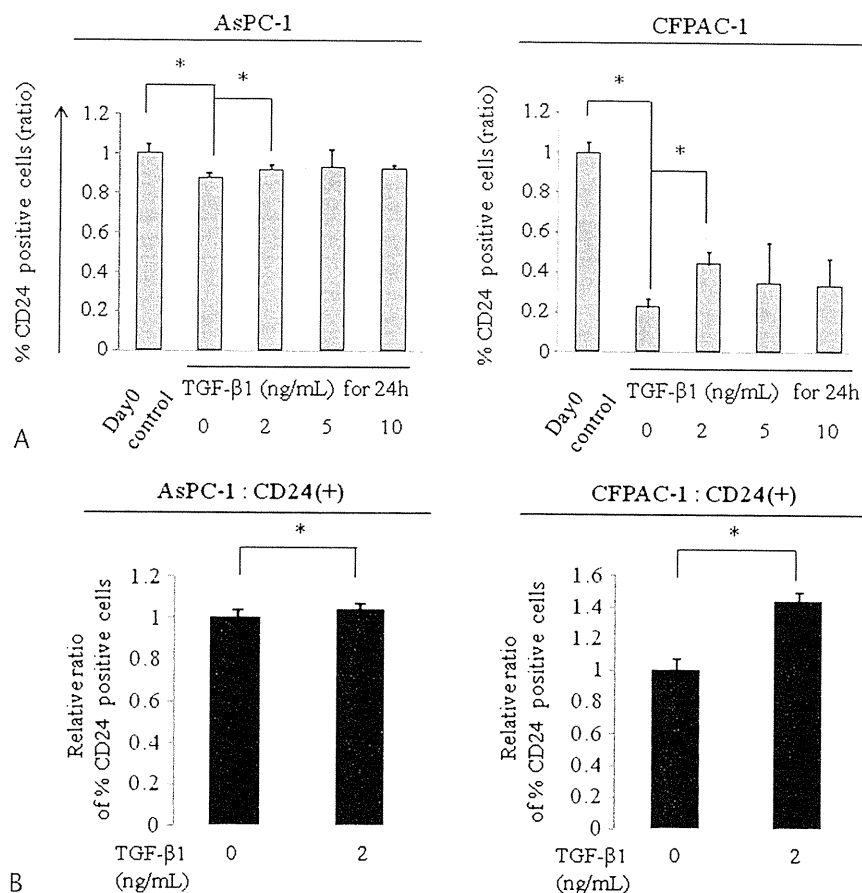 AsPC-1
CFPAC-1
% CD24 positive cells (ratio)
1.2
1
0.8
0.6
0.4
0.2
0
*
*
Day0 control
TGF-β1 (ng/mL) for 24h
0 2 5 10
% CD24 positive cells (ratio)
1.2
1
0.8
0.6
0.4
0.2
0
*
*
Day0 control
TGF-β1 (ng/mL) for 24h
0 2 5 10
A
AsPC-1 : CD24(+)
CFPAC-1 : CD24(+)
Relative ratio
of % CD24 positive cells
1.2
1
0.8
0.6
0.4
0.2
0
*
TGF-β1
(ng/mL)
0 2
Relative ratio
of % CD24 positive cells
1.6
1.4
1.2
1
0.8
0.6
0.4
0.2
0
*
TGF-β1
(ng/mL)
0 2
B